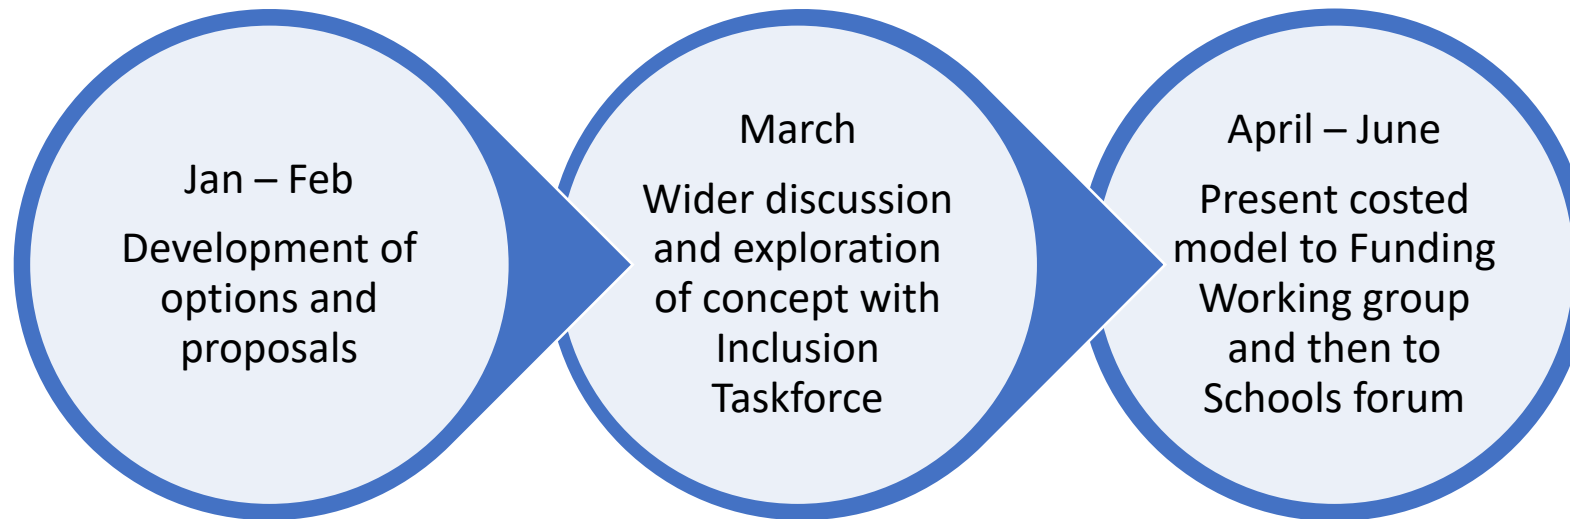 Jan – Feb
Development of
options and
proposals
March
Wider discussion
and exploration
of concept with
Inclusion
Taskforce
April – June
Present costed
model to Funding
Working group
and then to
Schools forum